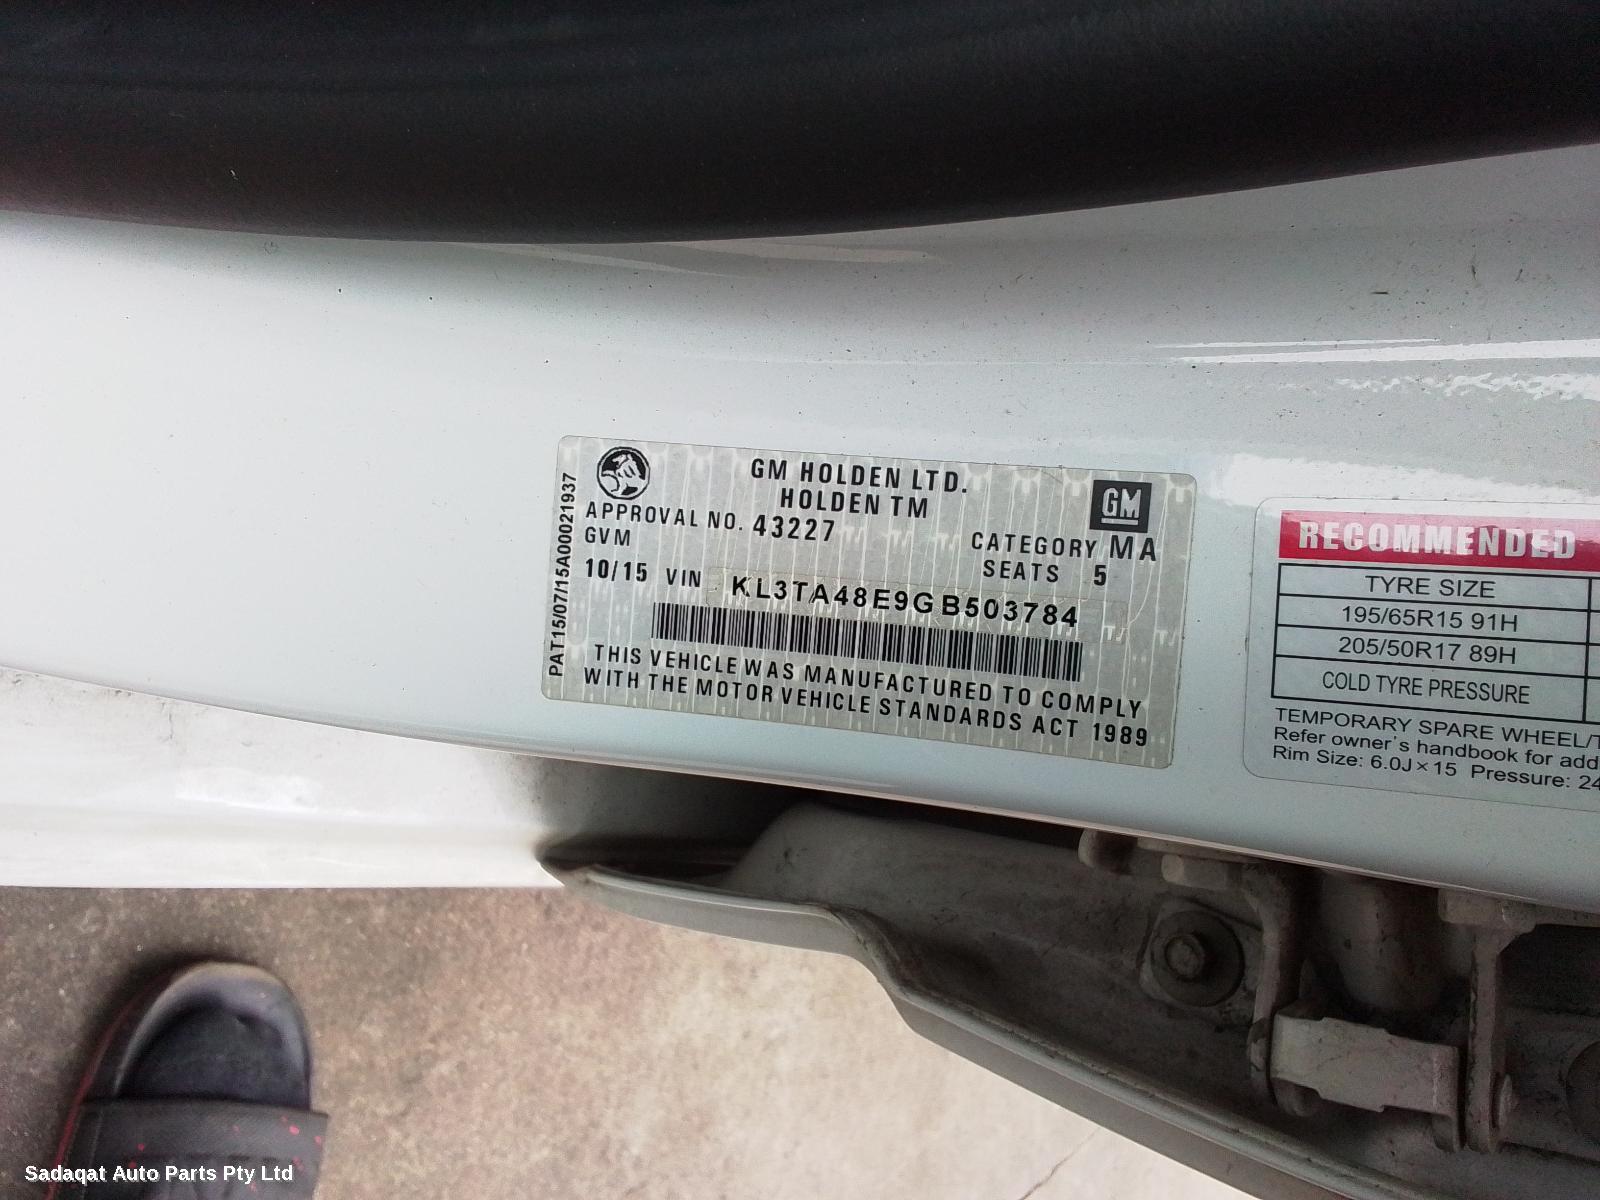 PAT15/07/15A00021937
GM HOLDEN LTD.
HOLDEN TM
GM
APPROVAL NO. 43227
CATEGORY MA
GVM
SEATS 5
10/15 VIN KL3TA48E9GB503784
THIS VEHICLE WAS MANUFACTURED TO COMPLY
WITH THE MOTOR VEHICLE STANDARDS ACT 1989
RECOMMENDED
TYRE SIZE
195/65R15 91H
205/50R17 89H
COLD TYRE PRESSURE
TEMPORARY SPARE WHEEL/T
Refer owner's handbook for add
Rim Size: 6.0J×15 Pressure: 24
Sadaqat Auto Parts Pty Ltd